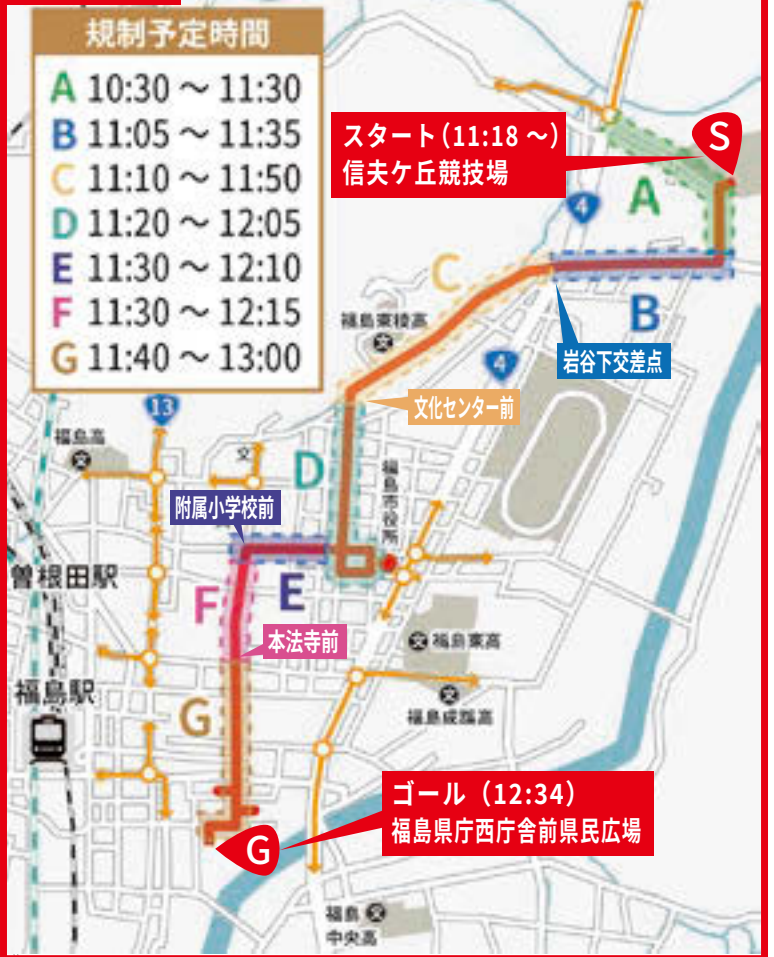 規制予定時間
A 10:30 ～ 11:30
B 11:05 ～ 11:35
C 11:10 ～ 11:50
D 11:20 ～ 12:05
E 11:30 ～ 12:10
F 11:30 ～ 12:15
G 11:40 ～ 13:00
スタート(11:18 ～)
信夫ケ丘競技場
S
A
4
C
B
福島東稜高
文
岩谷下交差点
4
文化センター前
13
福島高
文
文
D
福島市役所
附属小学校前
曽根田駅
E
F
本法寺前
文 福島東高
福島駅
文
福島成蹊高
G
ゴール (12:34)
福島県庁西庁舎前県民広場
G
福島 文
中央高